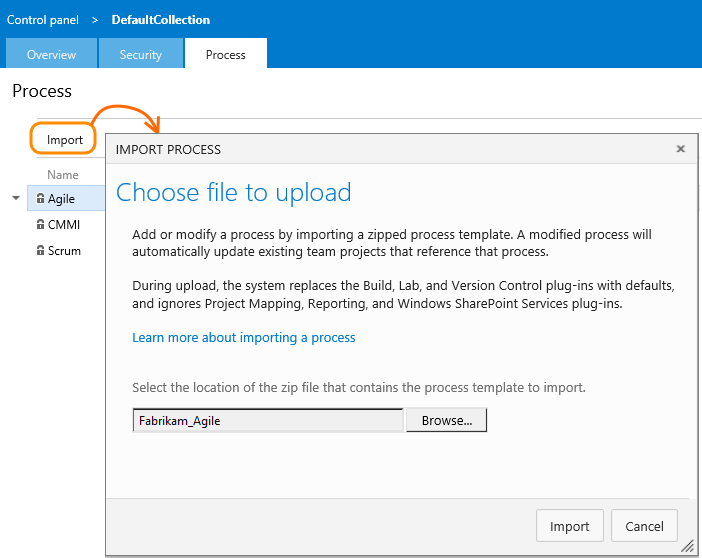 Control panel > DefaultCollection
Overview Security Process
Process
Import
IMPORT PROCESS
Name
Choose file to upload
Agile
CMMI
Scrum
Add or modify a process by importing a zipped process template. A modified process will
automatically update existing team projects that reference that process.
During upload, the system replaces the Build, Lab, and Version Control plug-ins with defaults,
and ignores Project Mapping, Reporting, and Windows SharePoint Services plug-ins.
Learn more about importing a process
Select the location of the zip file that contains the process template to import.
Fabrikam_Agile Browse...
Import Cancel